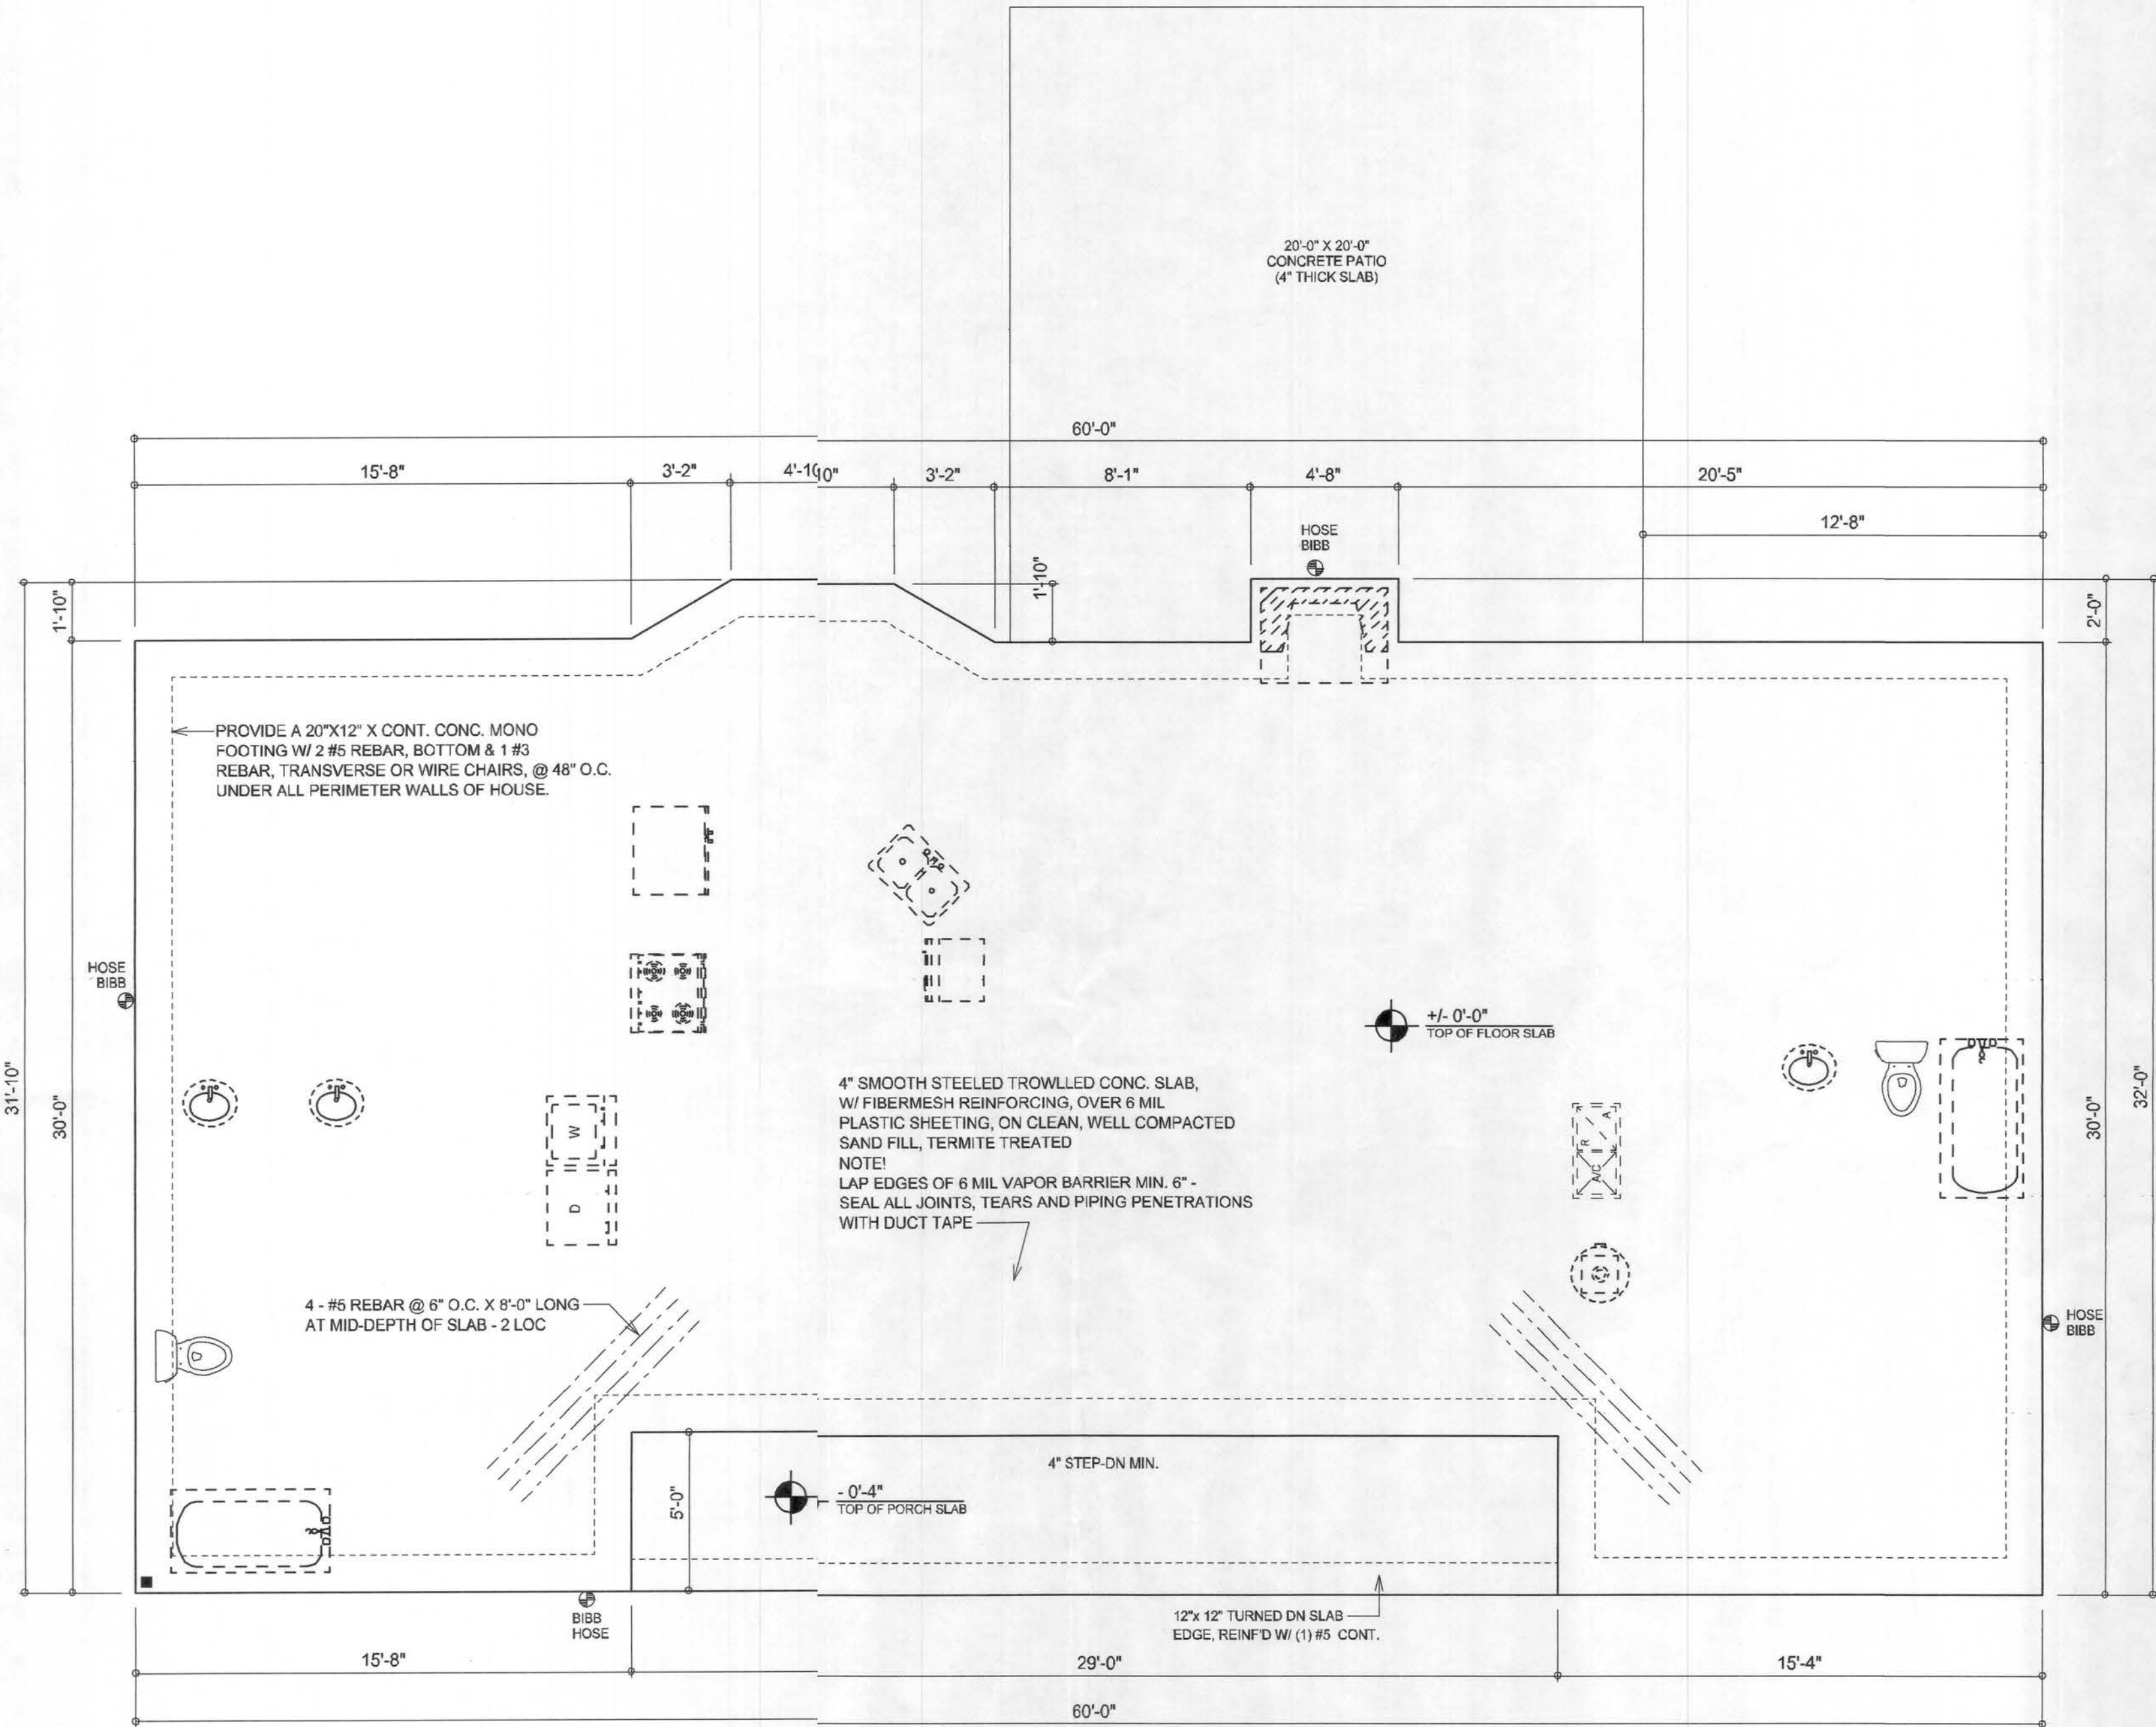 20'-0" X 20'-0"
CONCRETE PATIO
(4" THICK SLAB)
60'-0"
15'-8"
3'-2"
4'-10
10"
3'-2"
8'-1"
4'-8"
20'-5"
12'-8"
HOSE
BIBB
1'-10"
1'-10"
2'-0"
PROVIDE A 20"X12" X CONT. CONC. MONO
FOOTING W/ 2 #5 REBAR, BOTTOM & 1 #3
REBAR, TRANSVERSE OR WIRE CHAIRS, @ 48" O.C.
UNDER ALL PERIMETER WALLS OF HOUSE.
HOSE
BIBB
+/- 0'-0"
TOP OF FLOOR SLAB
31'-10"
30'-0"
4" SMOOTH STEELED TROWLLED CONC. SLAB,
W/ FIBERMESH REINFORCING, OVER 6 MIL
PLASTIC SHEETING, ON CLEAN, WELL COMPACTED
SAND FILL, TERMITE TREATED
NOTE!
LAP EDGES OF 6 MIL VAPOR BARRIER MIN. 6" -
SEAL ALL JOINTS, TEARS AND PIPING PENETRATIONS
WITH DUCT TAPE
W
D
R
A
A/C
30'-0"
32'-0"
4 - #5 REBAR @ 6" O.C. X 8'-0" LONG
AT MID-DEPTH OF SLAB - 2 LOC
HOSE
BIBB
5'-0"
4" STEP-DN MIN.
- 0'-4"
TOP OF PORCH SLAB
BIBB
HOSE
12"x 12" TURNED DN SLAB
EDGE, REINF'D W/ (1) #5 CONT.
15'-8"
29'-0"
15'-4"
60'-0"